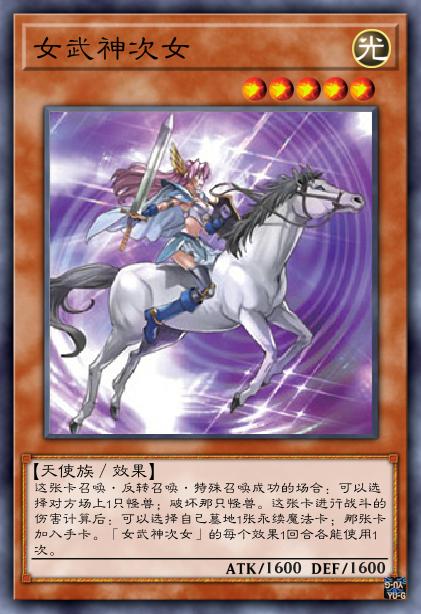 女武神次女
光
【天使族／效果】
这张卡召唤·反转召唤·特殊召唤成功的场合：可以选
择对方场上1只怪兽；破坏那只怪兽。这张卡进行战斗的
伤害计算后：可以选择自己墓地1张永续魔法卡；那张卡
加入手卡。「女武神次女」的每个效果1回合各能使用1
次。
ATK/1600 DEF/1600